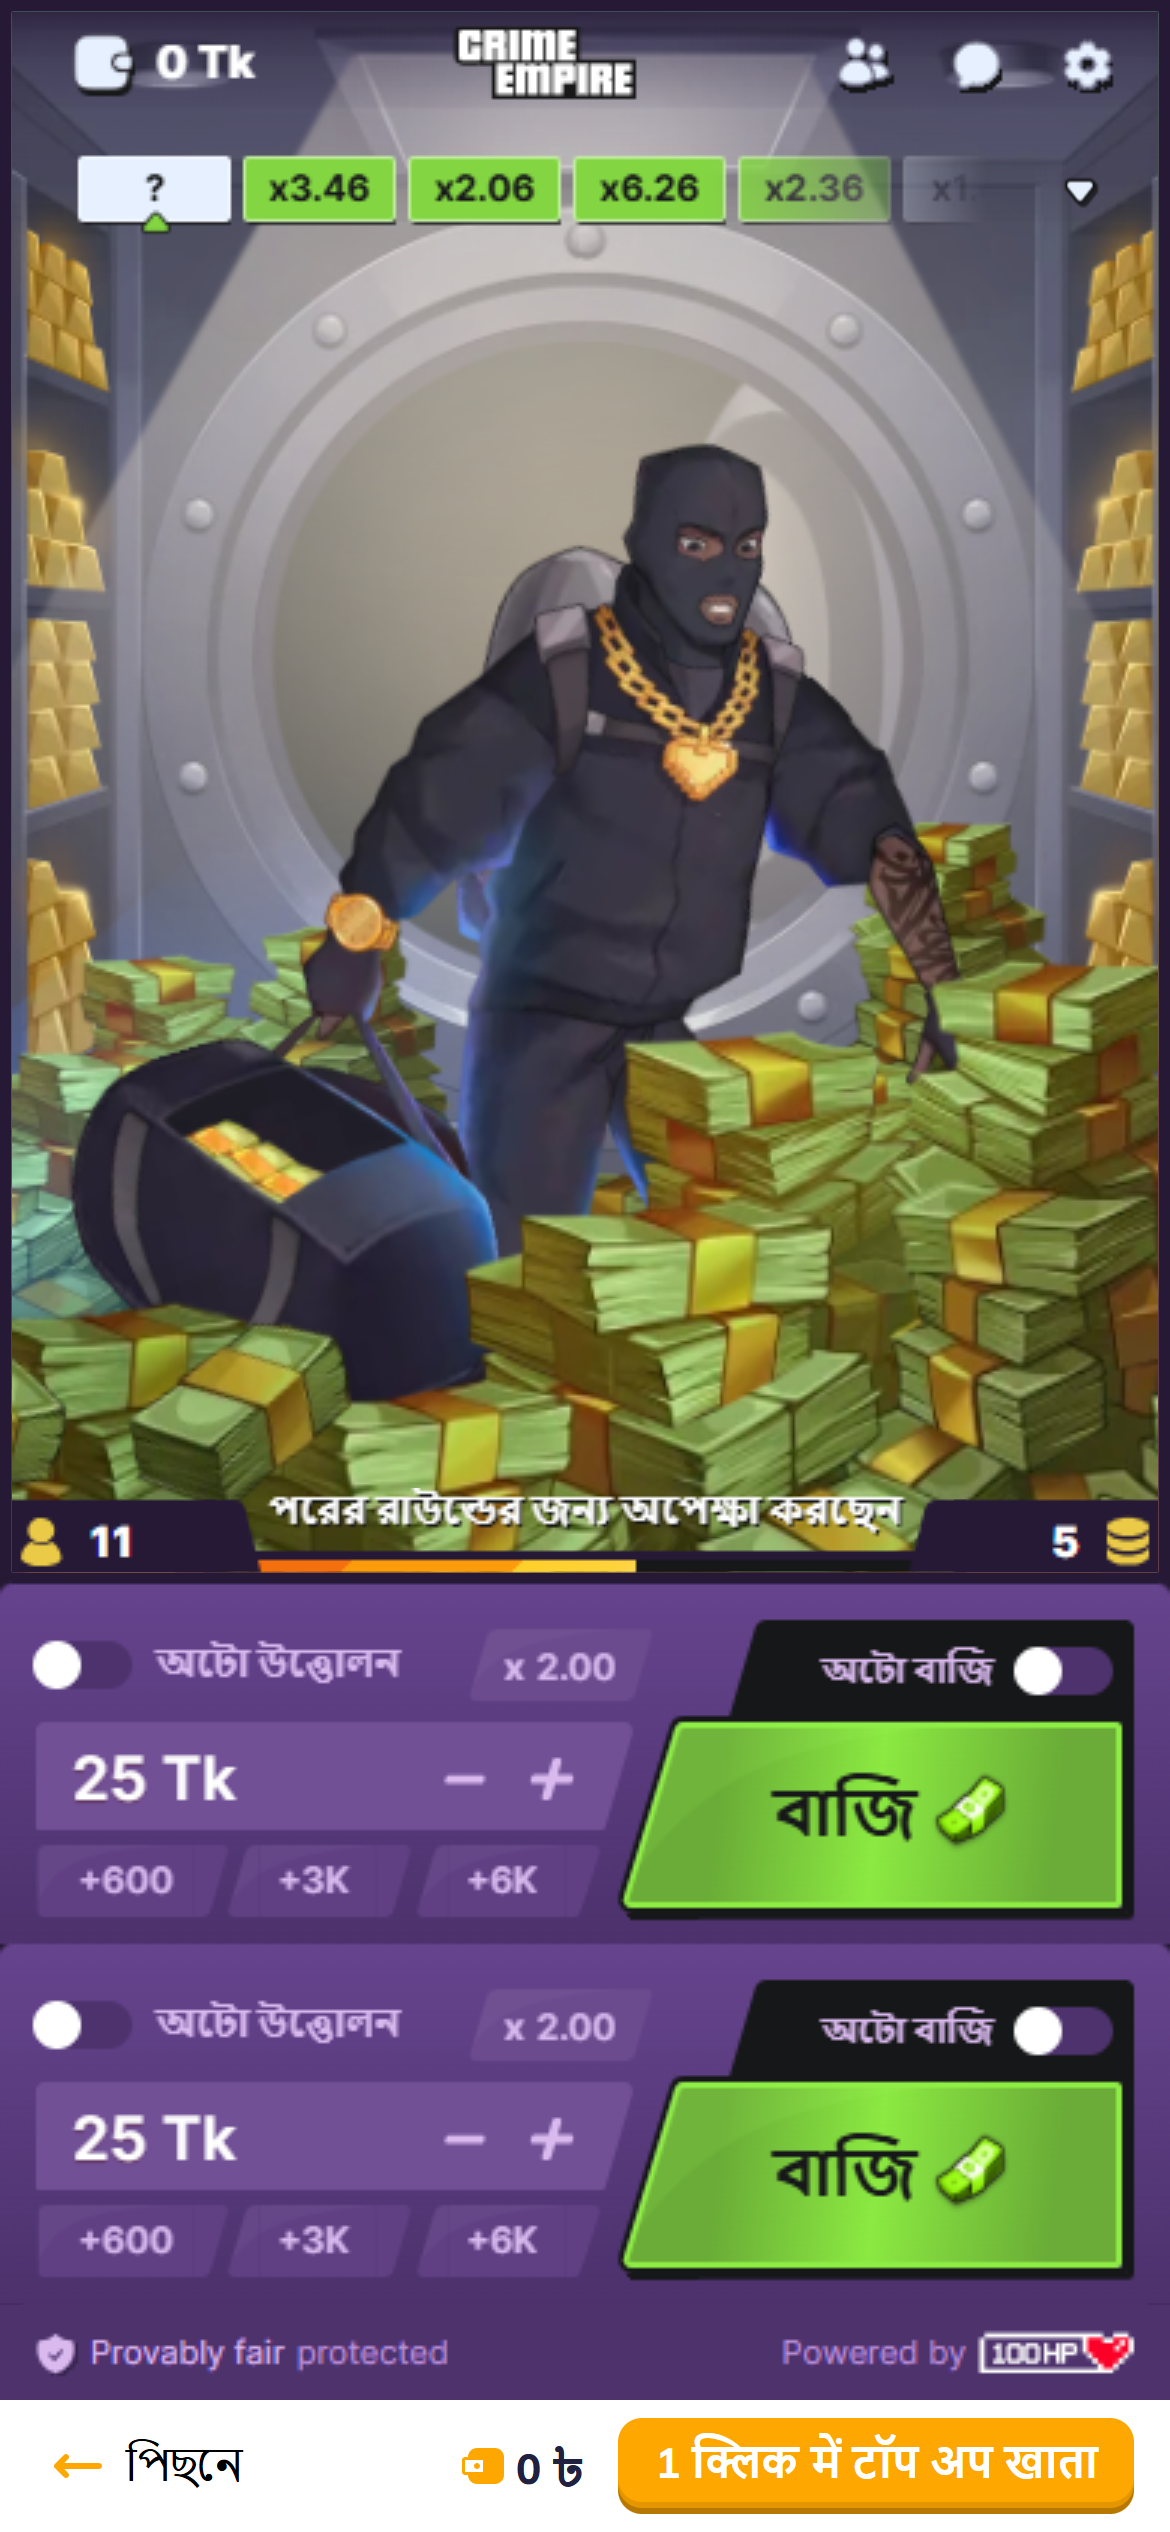 0 Tk
CRIME
EMPIRE
? x3.46 x2.06 x6.26 x2.36 x1.
পরের রাউন্ডের জন্য অপেক্ষা করছেন
11
5
অটো উত্তোলন x 2.00 অটো বাজি
25 Tk − +
বাজি
+600 +3K +6K
অটো উত্তোলন x 2.00 অটো বাজি
25 Tk − +
বাজি
+600 +3K +6K
Provably fair protected Powered by 100HP
← পিছনে 0 ৳ 1 क्लिक में टॉप अप खाता